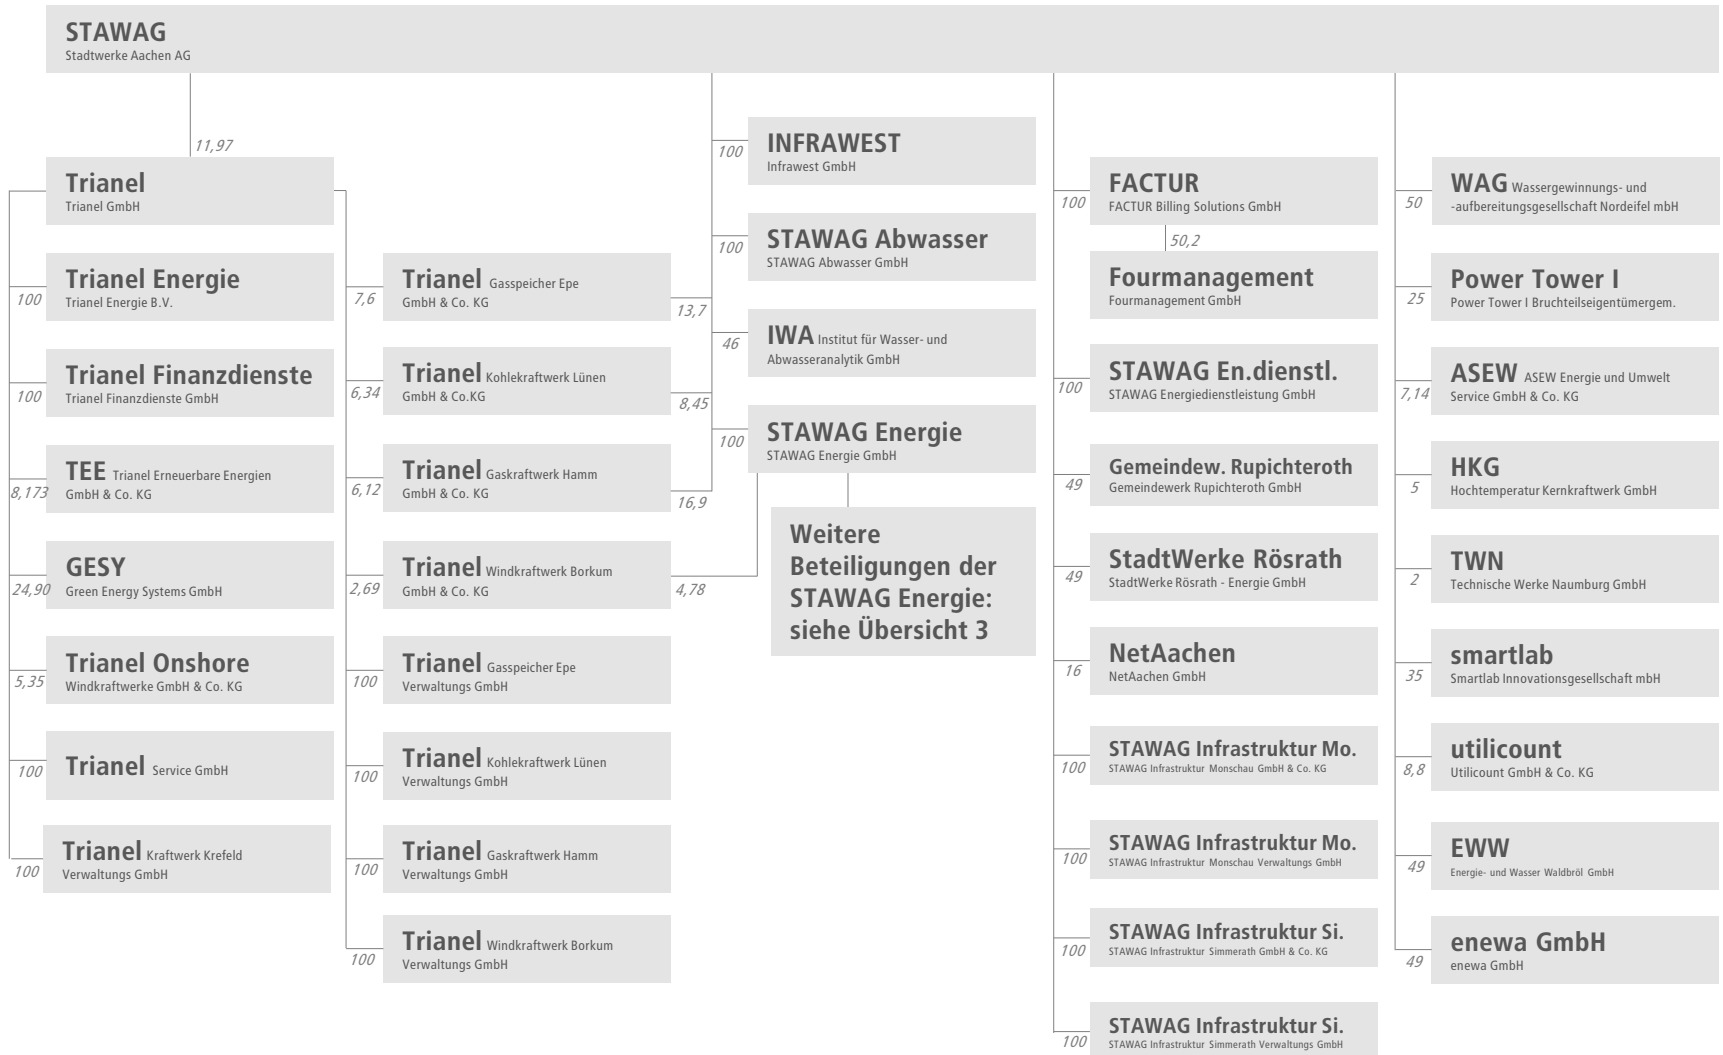 STAWAG
Stadtwerke Aachen AG
11,97
Trianel
Trianel GmbH
100
Trianel Energie
Trianel Energie B.V.
100
Trianel Finanzdienste
Trianel Finanzdienste GmbH
8,173
TEE Trianel Erneuerbare Energien
GmbH & Co. KG
24,90
GESY
Green Energy Systems GmbH
5,35
Trianel Onshore
Windkraftwerke GmbH & Co. KG
100
Trianel Service GmbH
100
Trianel Kraftwerk Krefeld
Verwaltungs GmbH
7,6
Trianel Gasspeicher Epe
GmbH & Co. KG
13,7
6,34
Trianel Kohlekraftwerk Lünen
GmbH & Co.KG
8,45
6,12
Trianel Gaskraftwerk Hamm
GmbH & Co. KG
16,9
2,69
Trianel Windkraftwerk Borkum
GmbH & Co. KG
4,78
100
Trianel Gasspeicher Epe
Verwaltungs GmbH
100
Trianel Kohlekraftwerk Lünen
Verwaltungs GmbH
100
Trianel Gaskraftwerk Hamm
Verwaltungs GmbH
100
Trianel Windkraftwerk Borkum
Verwaltungs GmbH
100
INFRAWEST
Infrawest GmbH
100
STAWAG Abwasser
STAWAG Abwasser GmbH
46
IWA Institut für Wasser- und
Abwasseranalytik GmbH
100
STAWAG Energie
STAWAG Energie GmbH
Weitere
Beteiligungen der
STAWAG Energie:
siehe Übersicht 3
100
FACTUR
FACTUR Billing Solutions GmbH
50,2
Fourmanagement
Fourmanagement GmbH
100
STAWAG En.dienstl.
STAWAG Energiedienstleistung GmbH
49
Gemeindew. Rupichteroth
Gemeindewerk Rupichteroth GmbH
49
StadtWerke Rösrath
StadtWerke Rösrath - Energie GmbH
16
NetAachen
NetAachen GmbH
100
STAWAG Infrastruktur Mo.
STAWAG Infrastruktur Monschau GmbH & Co. KG
100
STAWAG Infrastruktur Mo.
STAWAG Infrastruktur Monschau Verwaltungs GmbH
100
STAWAG Infrastruktur Si.
STAWAG Infrastruktur Simmerath GmbH & Co. KG
100
STAWAG Infrastruktur Si.
STAWAG Infrastruktur Simmerath Verwaltungs GmbH
50
WAG Wassergewinnungs- und
-aufbereitungsgesellschaft Nordeifel mbH
25
Power Tower I
Power Tower I Bruchteilseigentümergem.
7,14
ASEW ASEW Energie und Umwelt
Service GmbH & Co. KG
5
HKG
Hochtemperatur Kernkraftwerk GmbH
2
TWN
Technische Werke Naumburg GmbH
35
smartlab
Smartlab Innovationsgesellschaft mbH
8,8
utilicount
Utilicount GmbH & Co. KG
49
EWW
Energie- und Wasser Waldbröl GmbH
49
enewa GmbH
enewa GmbH